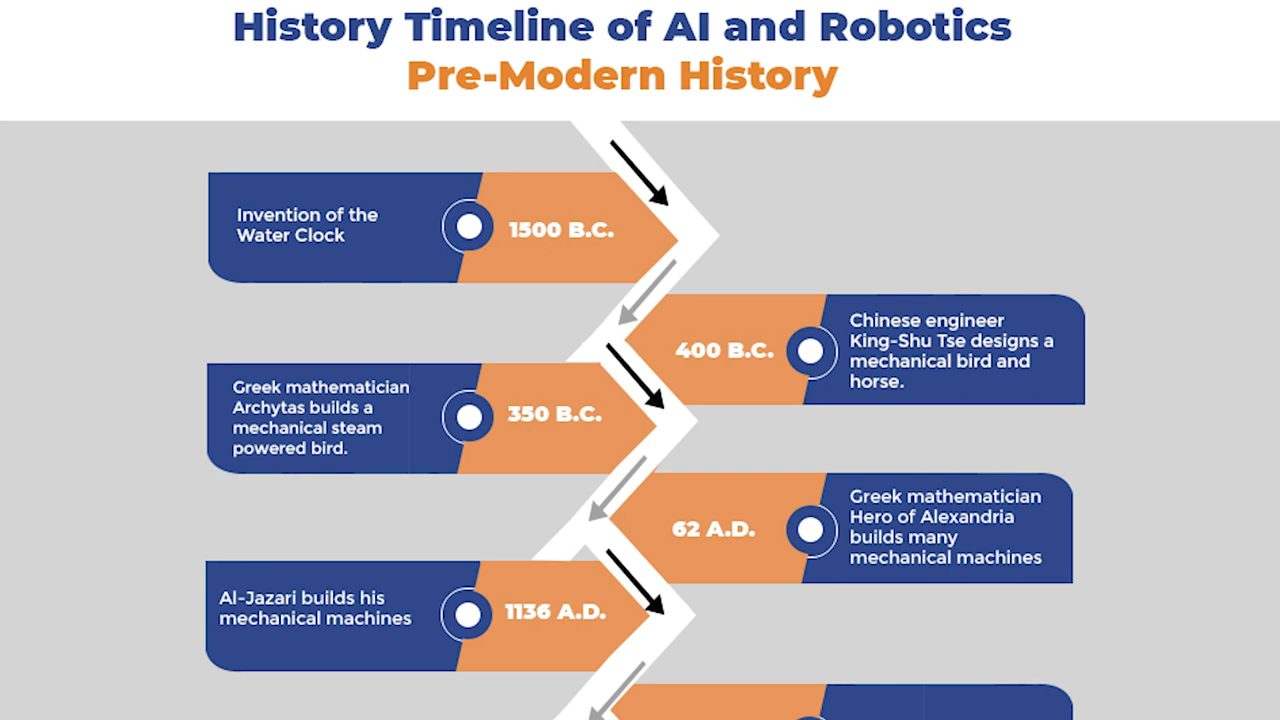 History Timeline of AI and Robotics
Pre-Modern History
Invention of the
Water Clock
1500 B.C.
400 B.C.
Chinese engineer
King-Shu Tse designs a
mechanical bird and
horse.
Greek mathematician
Archytas builds a
mechanical steam
powered bird.
350 B.C.
62 A.D.
Greek mathematician
Hero of Alexandria
builds many
mechanical machines
Al-Jazari builds his
mechanical machines
1136 A.D.